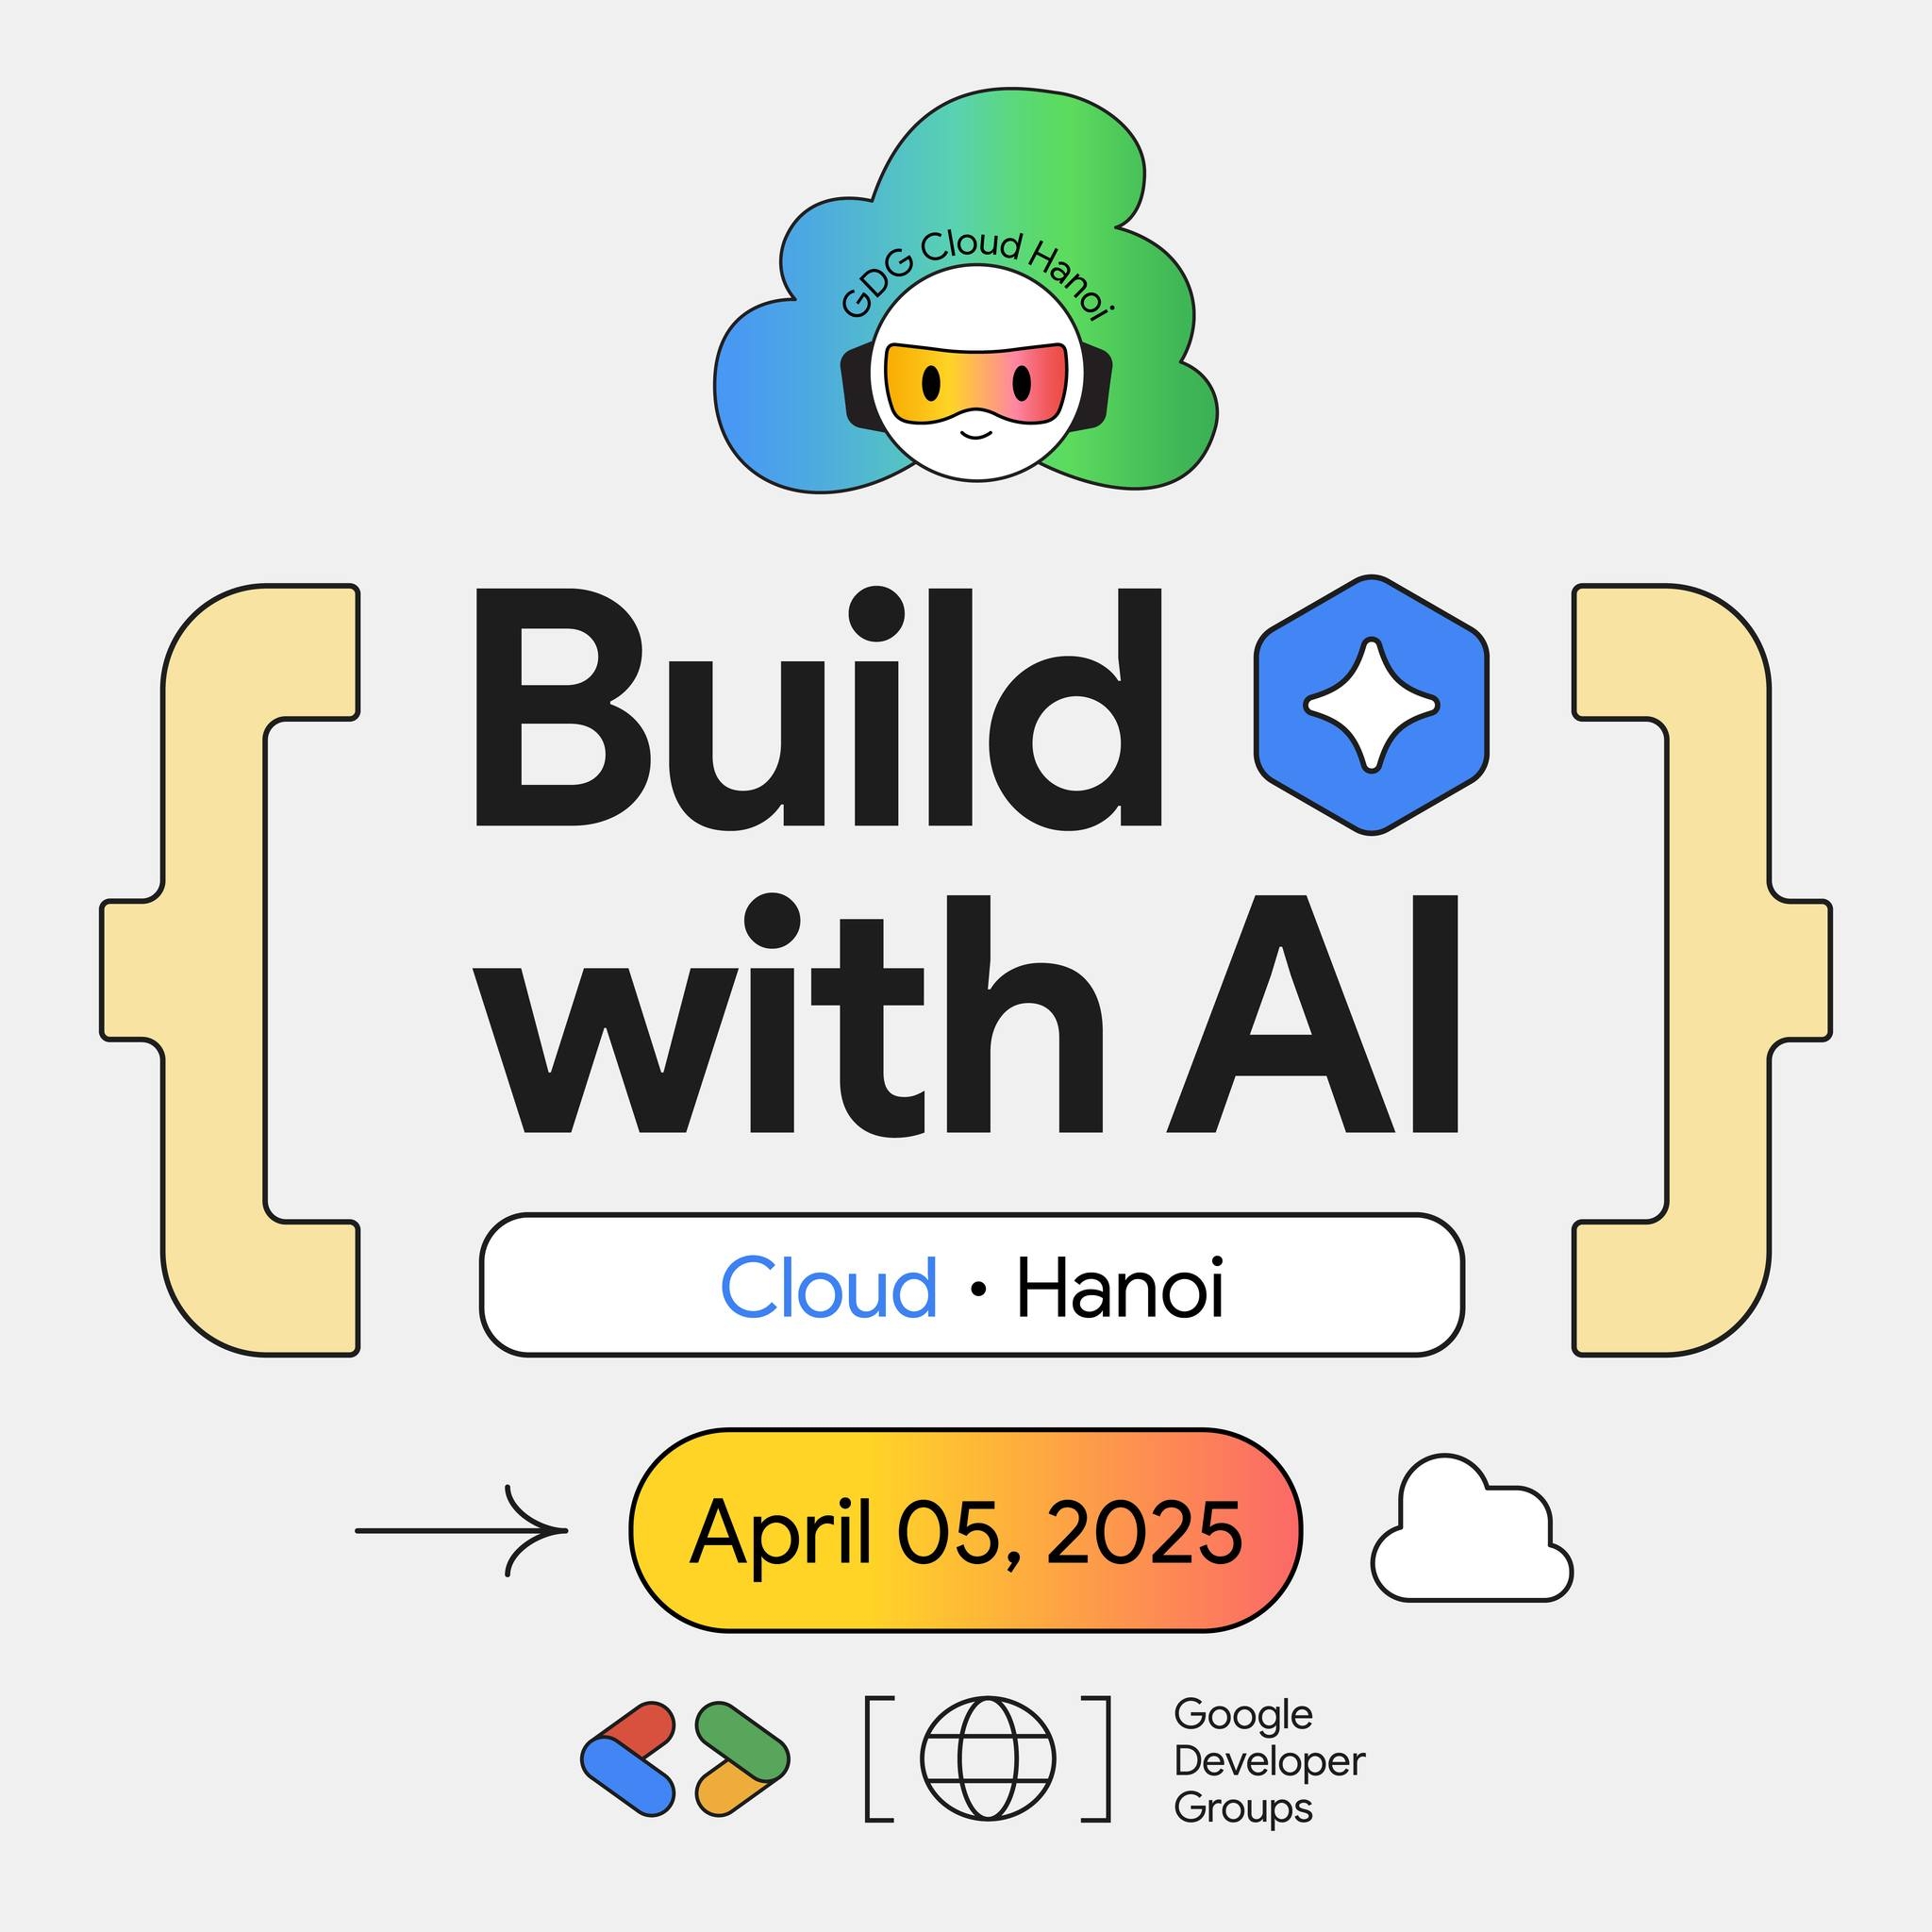 GDG Cloud Hanoi
Build
with AI
Cloud • Hanoi
April 05, 2025
Google
Developer
Groups